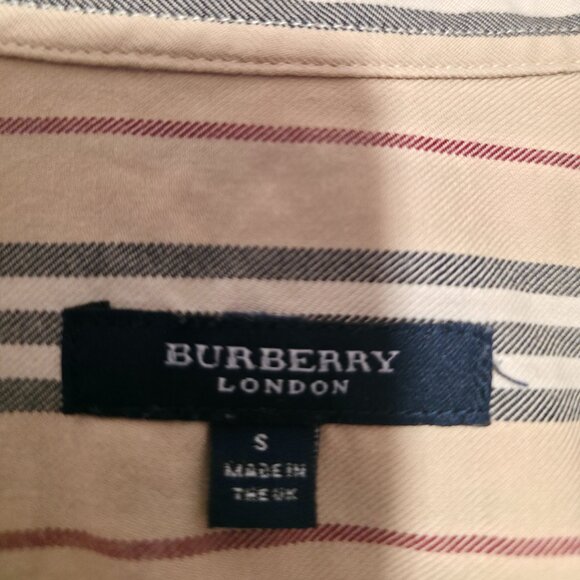 BURBERRY
LONDON
S
MADE IN
THE UK